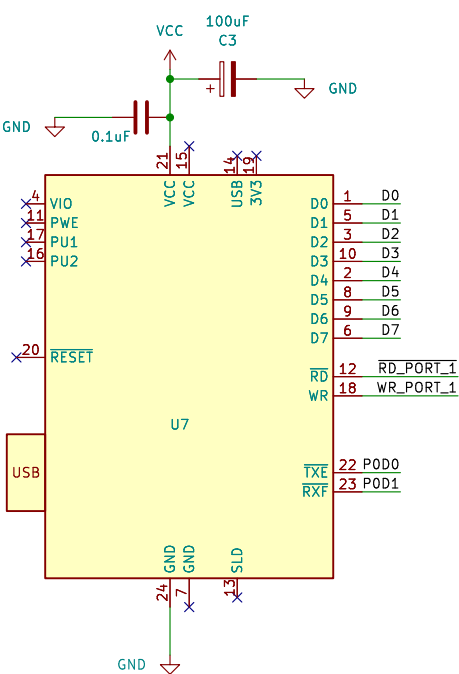 100uF
VCC
C3
+
GND
GND
0.1uF
21
15
14
19
VCC
VCC
USB
3V3
4 VIO
11 PWE
17 PU1
16 PU2
20 RESET
D0 1 D0
D1 5 D1
D2 3 D2
D3 10 D3
D4 2 D4
D5 8 D5
D6 9 D6
D7 6 D7
RD 12 RD_PORT_1
WR 18 WR_PORT_1
U7
USB
TXE 22 P0D0
RXF 23 P0D1
GND
GND
SLD
24
7
13
GND